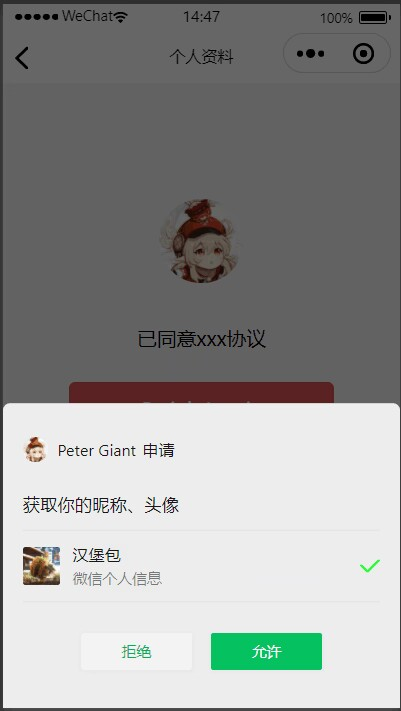 WeChat 14:47 100%
个人资料
已同意xxx协议
Peter Giant 申请
获取你的昵称、头像
汉堡包
微信个人信息
拒绝 允许